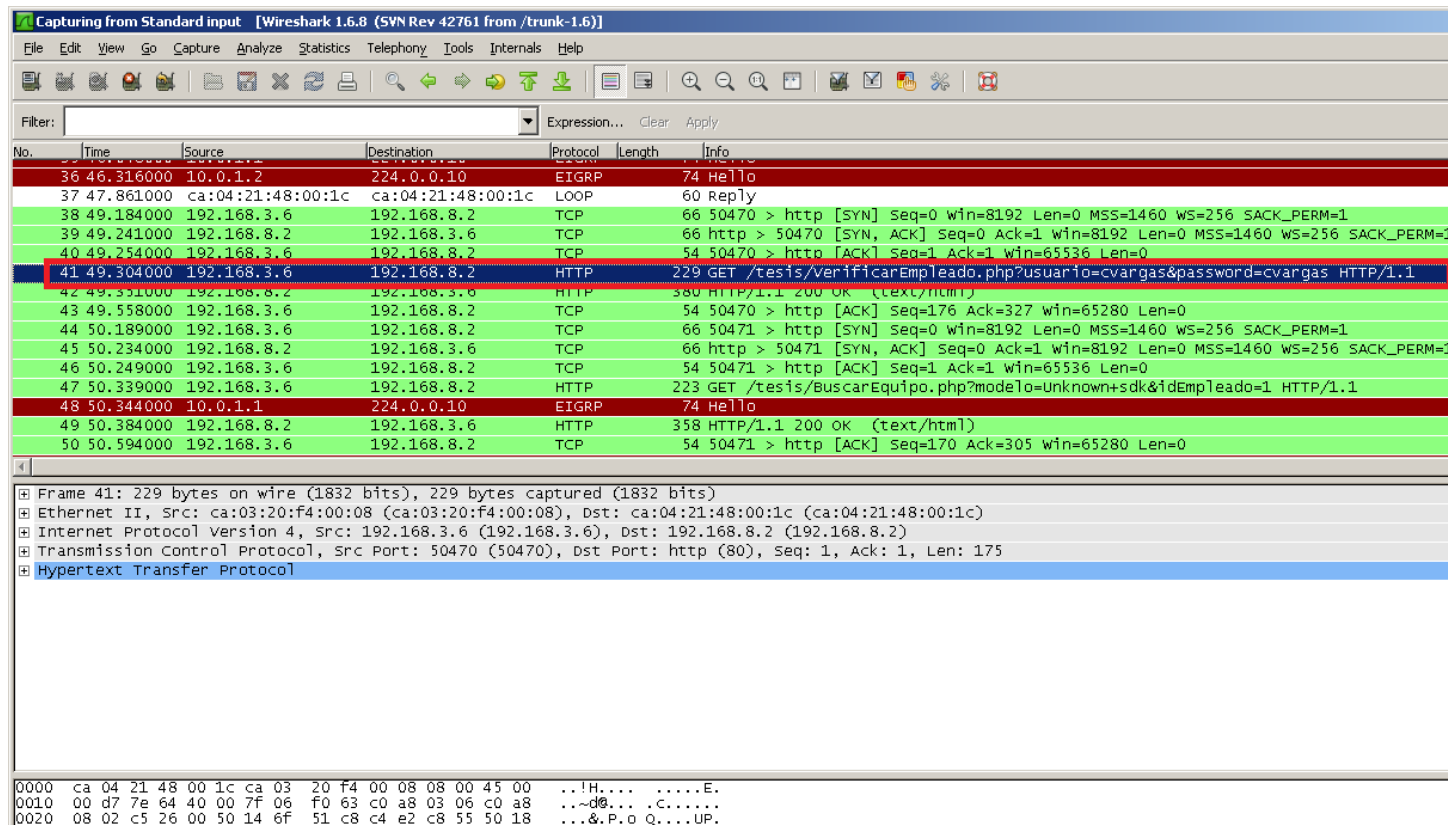 Capturing from Standard input [Wireshark 1.6.8 (SVN Rev 42761 from /trunk-1.6)]
File Edit View Go Capture Analyze Statistics Telephony Tools Internals Help
Filter: Expression... Clear Apply
No. Time Source Destination Protocol Length Info
36 46.316000 10.0.1.2 224.0.0.10 EIGRP 74 Hello
37 47.861000 ca:04:21:48:00:1c ca:04:21:48:00:1c LOOP 60 Reply
38 49.184000 192.168.3.6 192.168.8.2 TCP 66 50470 > http [SYN] Seq=0 Win=8192 Len=0 MSS=1460 WS=256 SACK_PERM=1
39 49.241000 192.168.8.2 192.168.3.6 TCP 66 http > 50470 [SYN, ACK] Seq=0 Ack=1 Win=8192 Len=0 MSS=1460 WS=256 SACK_PERM=1
40 49.254000 192.168.3.6 192.168.8.2 TCP 54 50470 > http [ACK] Seq=1 Ack=1 Win=65536 Len=0
41 49.304000 192.168.3.6 192.168.8.2 HTTP 229 GET /tesis/VerificarEmpleado.php?usuario=cvargas&password=cvargas HTTP/1.1
42 49.351000 192.168.8.2 192.168.3.6 HTTP 380 HTTP/1.1 200 OK (text/html)
43 49.558000 192.168.3.6 192.168.8.2 TCP 54 50470 > http [ACK] Seq=176 Ack=327 Win=65280 Len=0
44 50.189000 192.168.3.6 192.168.8.2 TCP 66 50471 > http [SYN] Seq=0 Win=8192 Len=0 MSS=1460 WS=256 SACK_PERM=1
45 50.234000 192.168.8.2 192.168.3.6 TCP 66 http > 50471 [SYN, ACK] Seq=0 Ack=1 Win=8192 Len=0 MSS=1460 WS=256 SACK_PERM=1
46 50.249000 192.168.3.6 192.168.8.2 TCP 54 50471 > http [ACK] Seq=1 Ack=1 Win=65536 Len=0
47 50.339000 192.168.3.6 192.168.8.2 HTTP 223 GET /tesis/BuscarEquipo.php?modelo=Unknown+sdk&idEmpleado=1 HTTP/1.1
48 50.344000 10.0.1.1 224.0.0.10 EIGRP 74 Hello
49 50.384000 192.168.8.2 192.168.3.6 HTTP 358 HTTP/1.1 200 OK (text/html)
50 50.594000 192.168.3.6 192.168.8.2 TCP 54 50471 > http [ACK] Seq=170 Ack=305 Win=65280 Len=0
Frame 41: 229 bytes on wire (1832 bits), 229 bytes captured (1832 bits)
Ethernet II, Src: ca:03:20:f4:00:08 (ca:03:20:f4:00:08), Dst: ca:04:21:48:00:1c (ca:04:21:48:00:1c)
Internet Protocol Version 4, Src: 192.168.3.6 (192.168.3.6), Dst: 192.168.8.2 (192.168.8.2)
Transmission Control Protocol, Src Port: 50470 (50470), Dst Port: http (80), Seq: 1, Ack: 1, Len: 175
Hypertext Transfer Protocol
0000 ca 04 21 48 00 1c ca 03 20 f4 00 08 08 00 45 00 ..!H.... .....E.
0010 00 d7 7e 64 40 00 7f 06 f0 63 c0 a8 03 06 c0 a8 ..~d@... .c......
0020 08 02 c5 26 00 50 14 6f 51 c8 c4 e2 c8 55 50 18 ...&.P.o Q....UP.